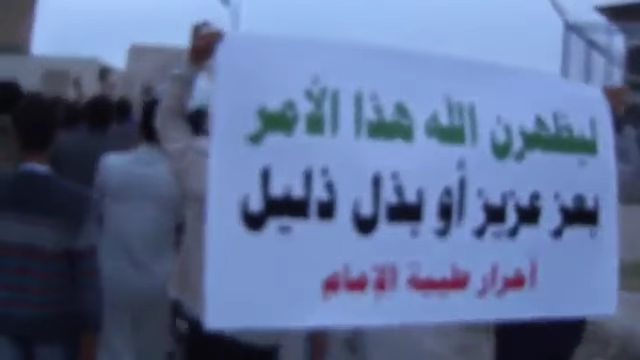 ليظهرن الله هذا الأمر
بعز عزيز أو بذل ذليل
أحرار طيبة الإمام